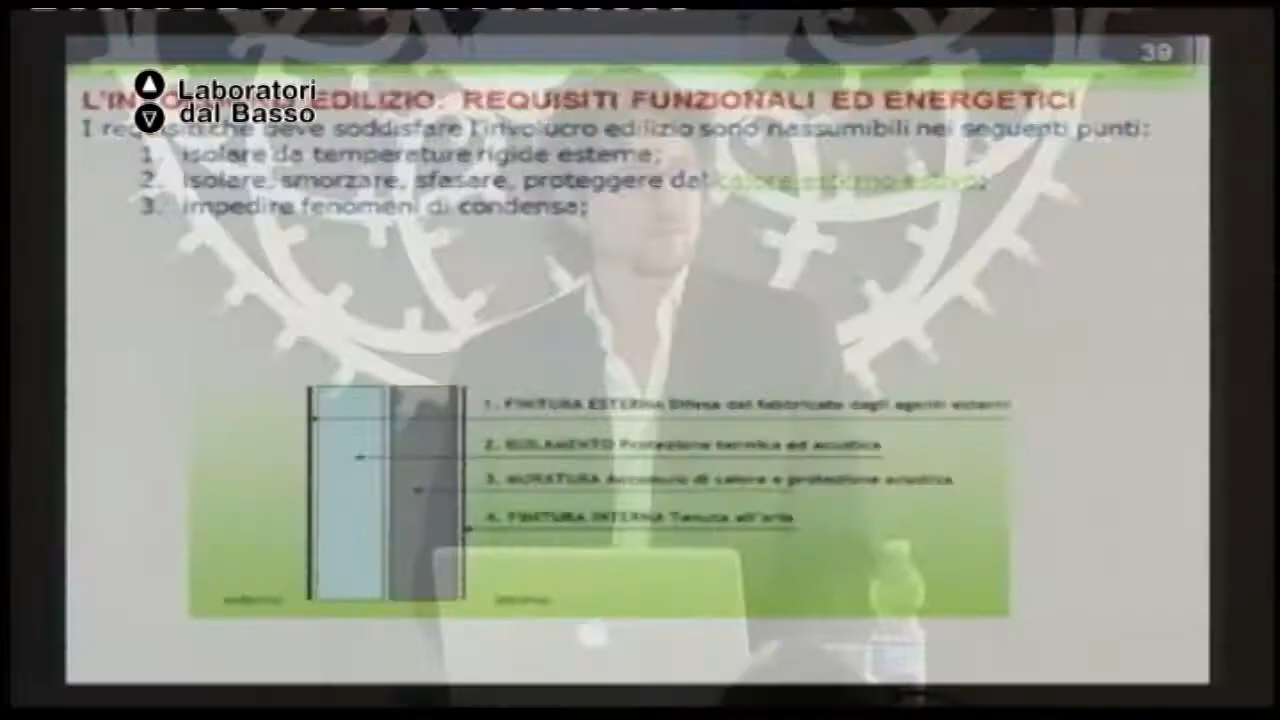 39
Laboratori
dal Basso
EDILIZIO: REQUISITI FUNZIONALI ED ENERGETICI
I requisiti che deve soddisfare l'involucro edilizio sono riassumibili nei seguenti punti:
1. isolare da temperature rigide esterne;
2. isolare, smorzare, sfasare, proteggere dal calore esterno estivo;
3. impedire fenomeni di condensa;
1. FINITURA ESTERNA Difesa del fabbricato dagli agenti esterni
2. ISOLAMENTO Protezione termica ed acustica
3. MURATURA Accumulo di calore e protezione acustica
4. FINITURA INTERNA Tenuta all'aria